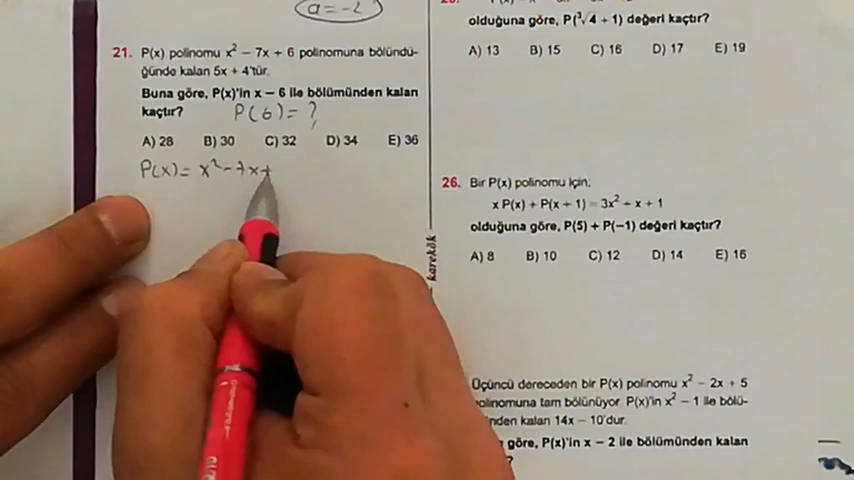 a = -2
21. P(x) polinomu x² - 7x + 6 polinomuna bölündü-
ğünde kalan 5x + 4'tür.
Buna göre, P(x)'in x - 6 ile bölümünden kalan
kaçtır? P(6) = ?
A) 28 B) 30 C) 32 D) 34 E) 36
P(x) = x² - 7x +
olduğuna göre, P(³√4 + 1) değeri kaçtır?
A) 13 B) 15 C) 16 D) 17 E) 19
26. Bir P(x) polinomu için;
x P(x) + P(x + 1) = 3x² + x + 1
olduğuna göre, P(5) + P(-1) değeri kaçtır?
A) 8 B) 10 C) 12 D) 14 E) 16
karekök
Üçüncü dereceden bir P(x) polinomu x² - 2x + 5
polinomuna tam bölünüyor. P(x)'in x² - 1 ile bölü-
nden kalan 14x - 10'dur.
göre, P(x)'in x - 2 ile bölümünden kalan
?